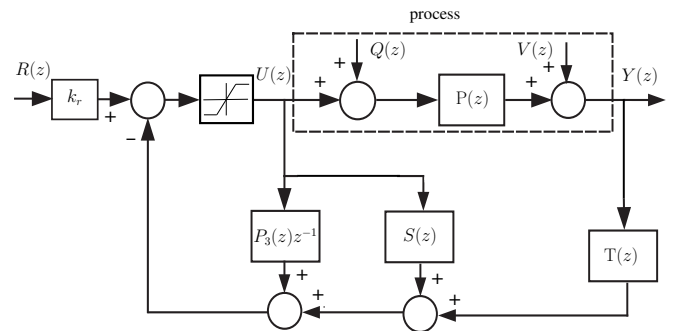 process
R(z)
k_r
+
−
U(z)
+
+
Q(z)
P(z)
+
+
V(z)
Y(z)
P_3(z)z^{-1}
S(z)
T(z)
+
+
+
+